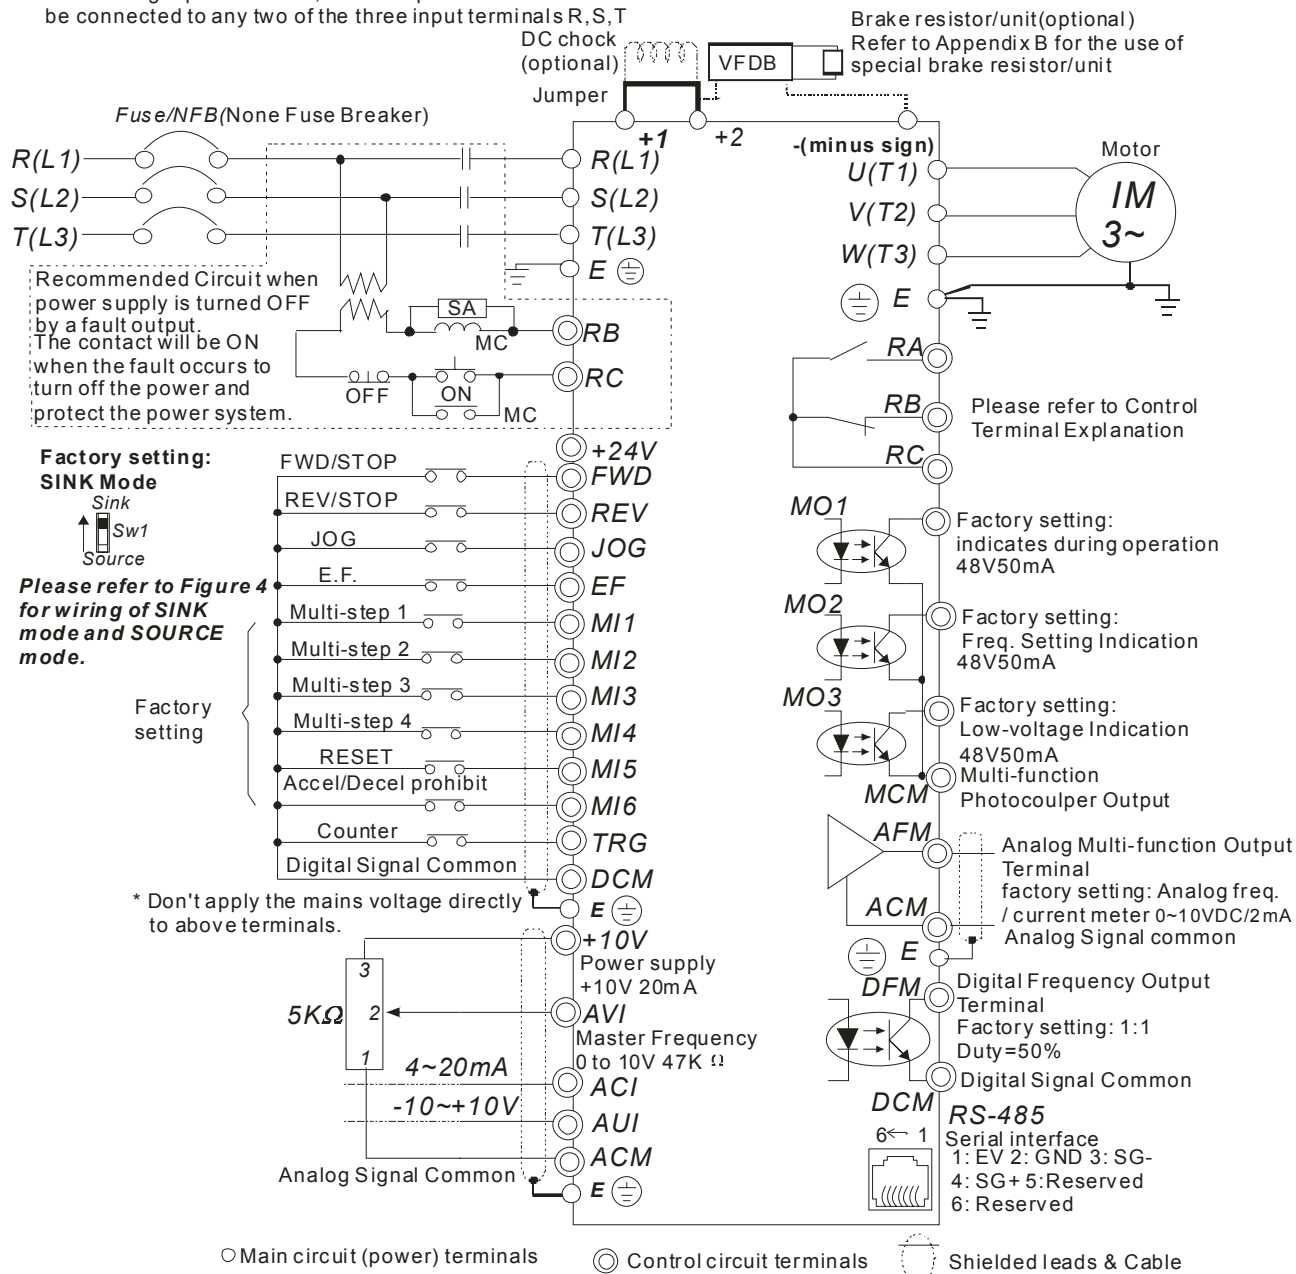 be connected to any two of the three input terminals R,S,T
DC chock
(optional)
Jumper
VFDB
Brake resistor/unit(optional)
Refer to Appendix B for the use of
special brake resistor/unit
+1
+2
-(minus sign)
Fuse/NFB(None Fuse Breaker)
R(L1)
S(L2)
T(L3)
R(L1)
S(L2)
T(L3)
E
Recommended Circuit when
power supply is turned OFF
by a fault output.
The contact will be ON
when the fault occurs to
turn off the power and
protect the power system.
SA
MC
OFF
ON
MC
RB
RC
U(T1)
V(T2)
W(T3)
E
Motor
IM
3~
RA
RB
RC
Please refer to Control
Terminal Explanation
Factory setting:
SINK Mode
Sink
Sw1
Source
Please refer to Figure 4
for wiring of SINK
mode and SOURCE
mode.
Factory
setting
+24V
FWD/STOP
FWD
REV/STOP
REV
JOG
JOG
E.F.
EF
Multi-step 1
MI1
Multi-step 2
MI2
Multi-step 3
MI3
Multi-step 4
MI4
RESET
MI5
Accel/Decel prohibit
MI6
Counter
TRG
Digital Signal Common
DCM
E
* Don't apply the mains voltage directly
to above terminals.
MO1
Factory setting:
indicates during operation
48V50mA
MO2
Factory setting:
Freq. Setting Indication
48V50mA
MO3
Factory setting:
Low-voltage Indication
48V50mA
MCM
Multi-function
Photocoulper Output
AFM
Analog Multi-function Output
Terminal
factory setting: Analog freq.
/ current meter 0~10VDC/2mA
ACM
Analog Signal common
E
+10V
Power supply
+10V 20mA
3
5KΩ
2
1
AVI
Master Frequency
0 to 10V 47K Ω
4~20mA
ACI
-10~+10V
AUI
ACM
Analog Signal Common
E
DFM
Digital Frequency Output
Terminal
Factory setting: 1:1
Duty=50%
Digital Signal Common
DCM
RS-485
6← 1
Serial interface
1: EV 2: GND 3: SG-
4: SG+ 5:Reserved
6: Reserved
Main circuit (power) terminals
Control circuit terminals
Shielded leads & Cable